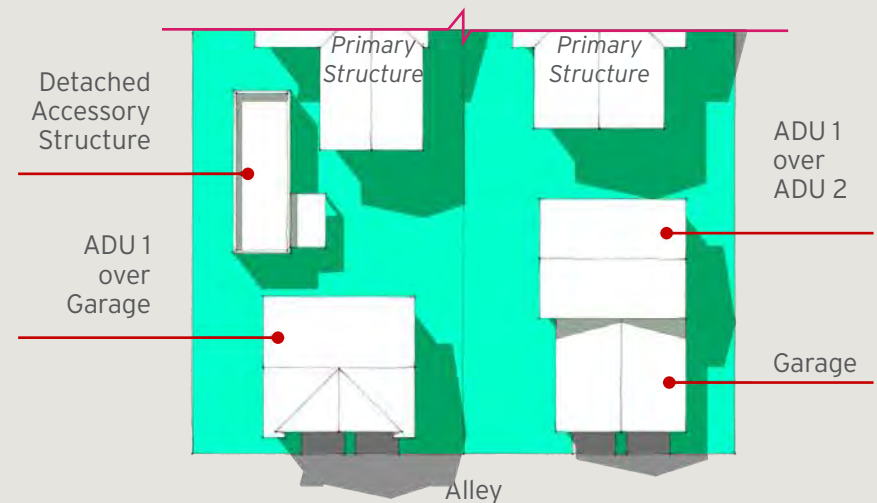 Primary
Structure
Primary
Structure
Detached
Accessory
Structure
ADU 1
over
ADU 2
ADU 1
over
Garage
Garage
Alley